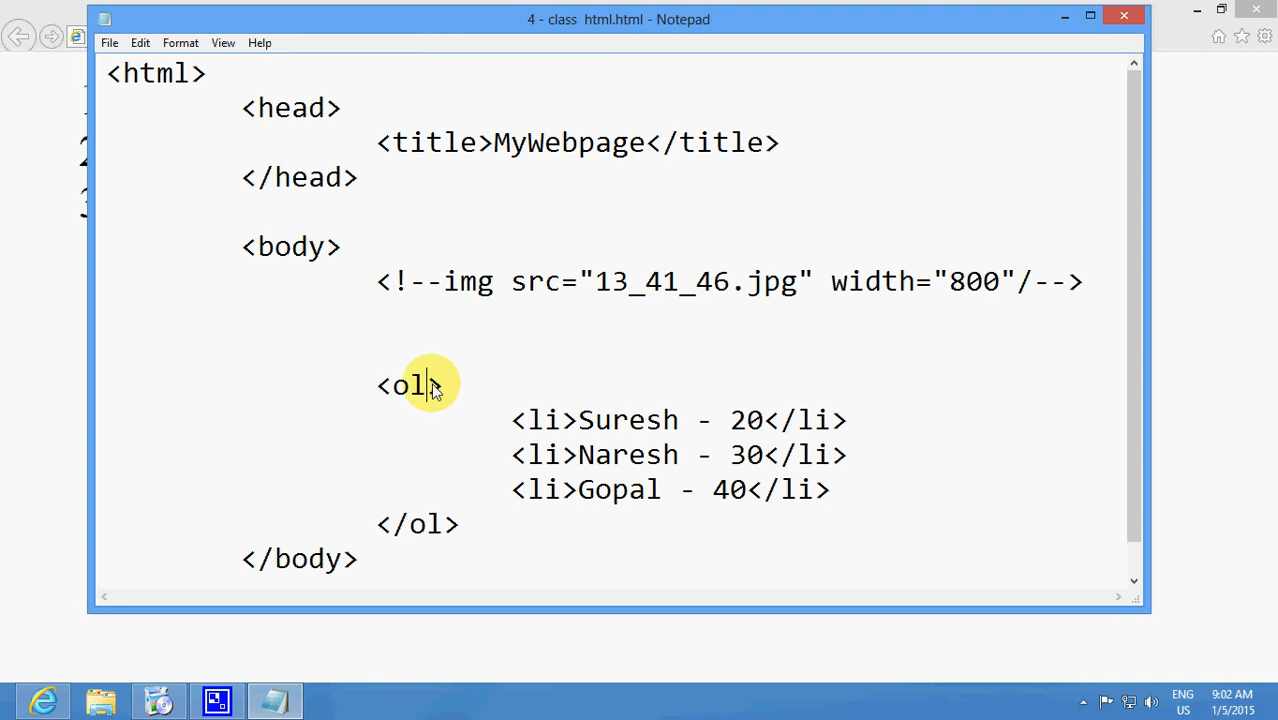 4 - class  html.html - Notepad
File Edit Format View Help
<html>
<head>
<title>MyWebpage</title>
</head>
<body>
<!--img src="13_41_46.jpg" width="800"/-->
<ol>
<li>Suresh - 20</li>
<li>Naresh - 30</li>
<li>Gopal - 40</li>
</ol>
</body>
ENG 9:02 AM
US 1/5/2015